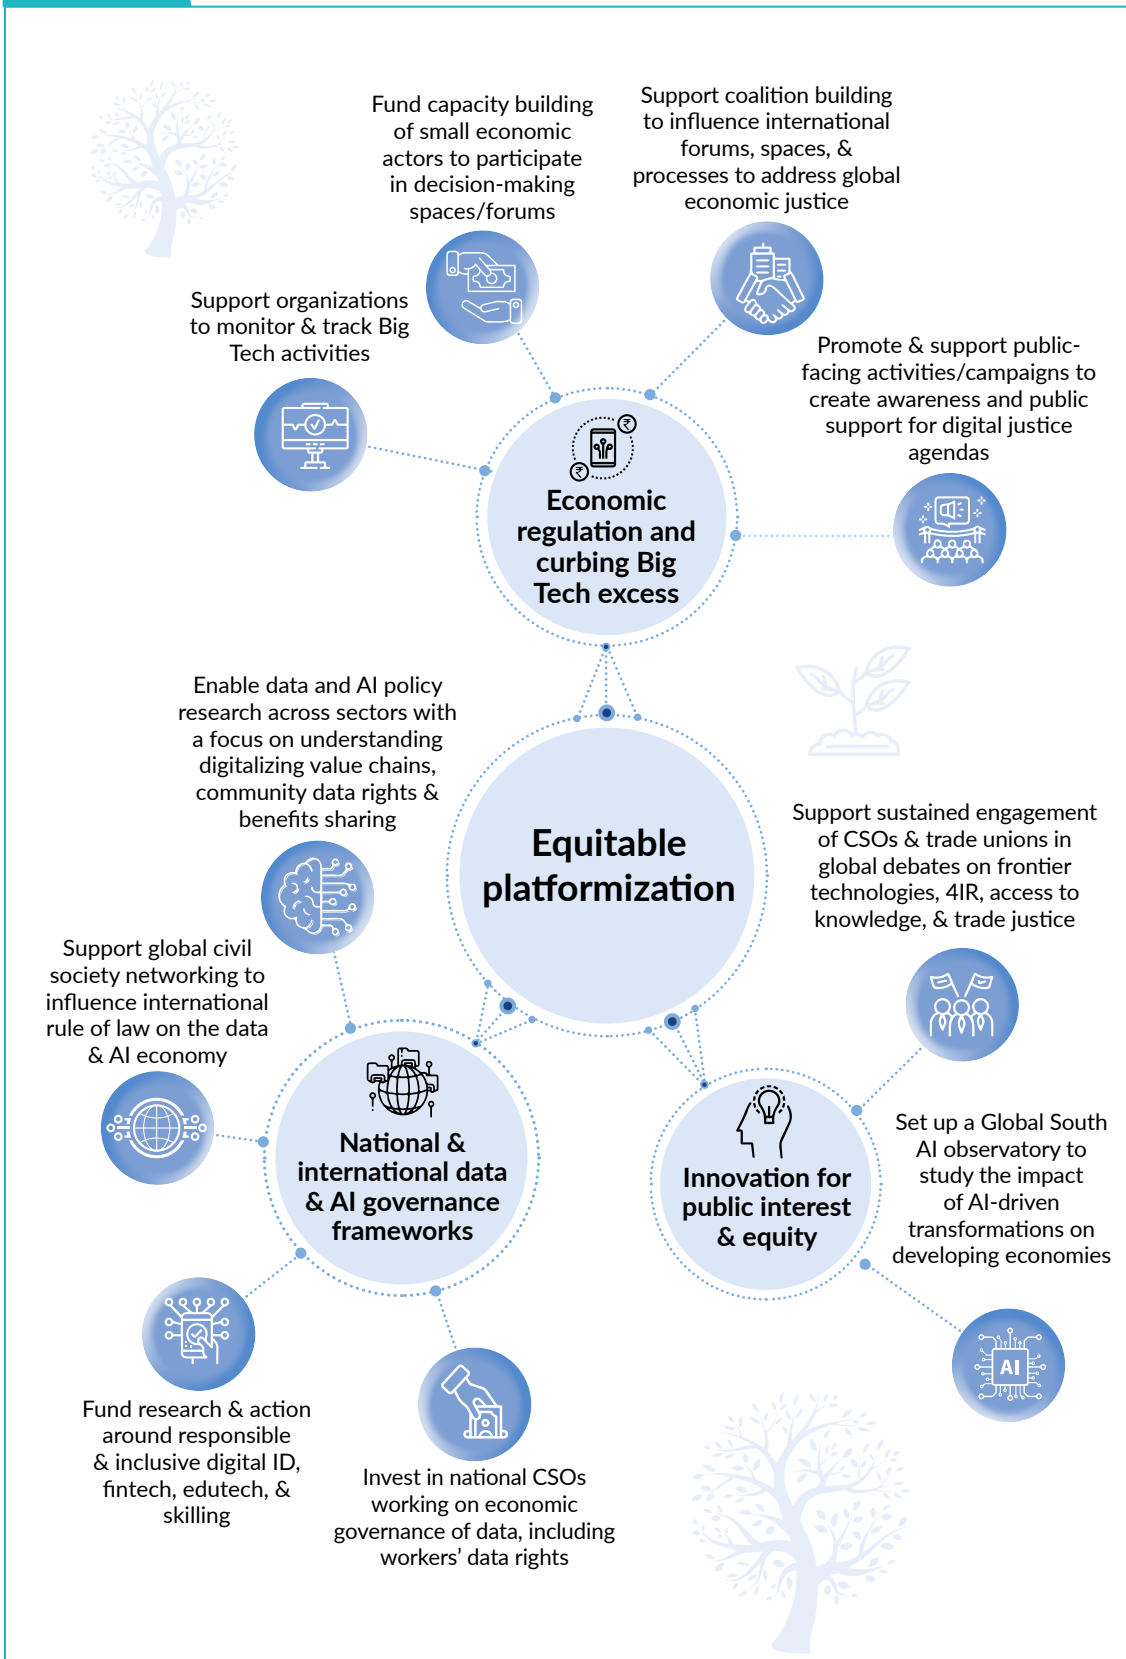 Fund capacity building
of small economic
actors to participate
in decision-making
spaces/forums
Support coalition building
to influence international
forums, spaces, &
processes to address global
economic justice
Support organizations
to monitor & track Big
Tech activities
Promote & support public-
facing activities/campaigns to
create awareness and public
support for digital justice
agendas
₹
₹
Economic
regulation and
curbing Big
Tech excess
Enable data and AI policy
research across sectors with
a focus on understanding
digitalizing value chains,
community data rights &
benefits sharing
Equitable
platformization
Support sustained engagement
of CSOs & trade unions in
global debates on frontier
technologies, 4IR, access to
knowledge, & trade justice
Support global civil
society networking to
influence international
rule of law on the data
& AI economy
National &
international data
& AI governance
frameworks
Innovation for
public interest
& equity
Set up a Global South
AI observatory to
study the impact
of AI-driven
transformations on
developing economies
AI
Fund research & action
around responsible
& inclusive digital ID,
fintech, edutech, &
skilling
Invest in national CSOs
working on economic
governance of data, including
workers’ data rights